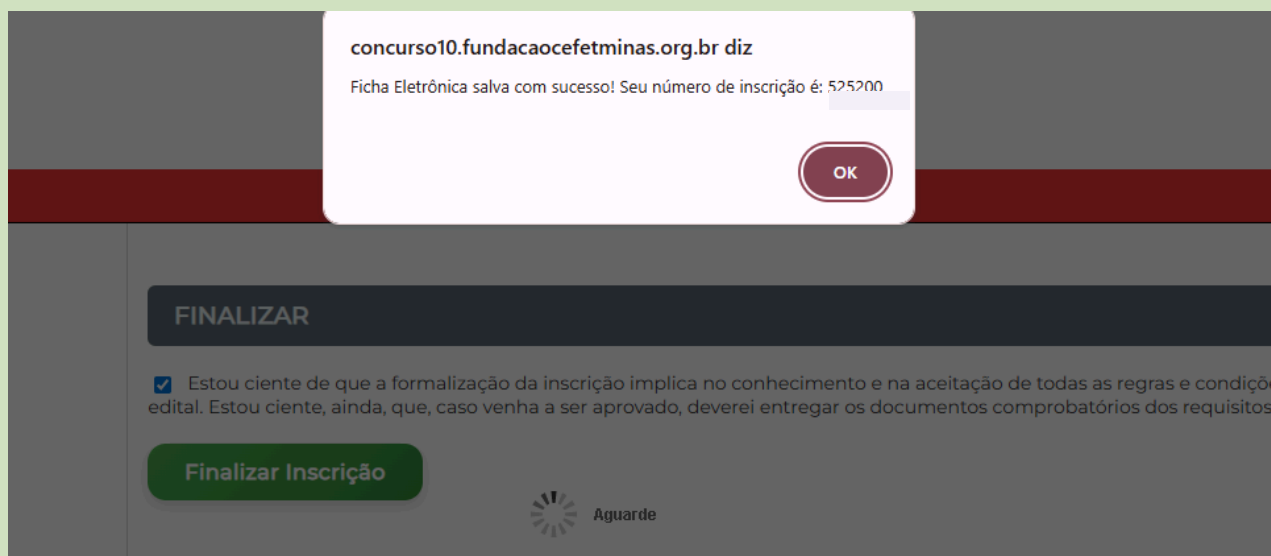 concurso10.fundacaocefetminas.org.br diz
Ficha Eletrônica salva com sucesso! Seu número de inscrição é: 525200
OK
FINALIZAR
Estou ciente de que a formalização da inscrição implica no conhecimento e na aceitação de todas as regras e condiçõe
edital. Estou ciente, ainda, que, caso venha a ser aprovado, deverei entregar os documentos comprobatórios dos requisitos
Finalizar Inscrição
Aguarde